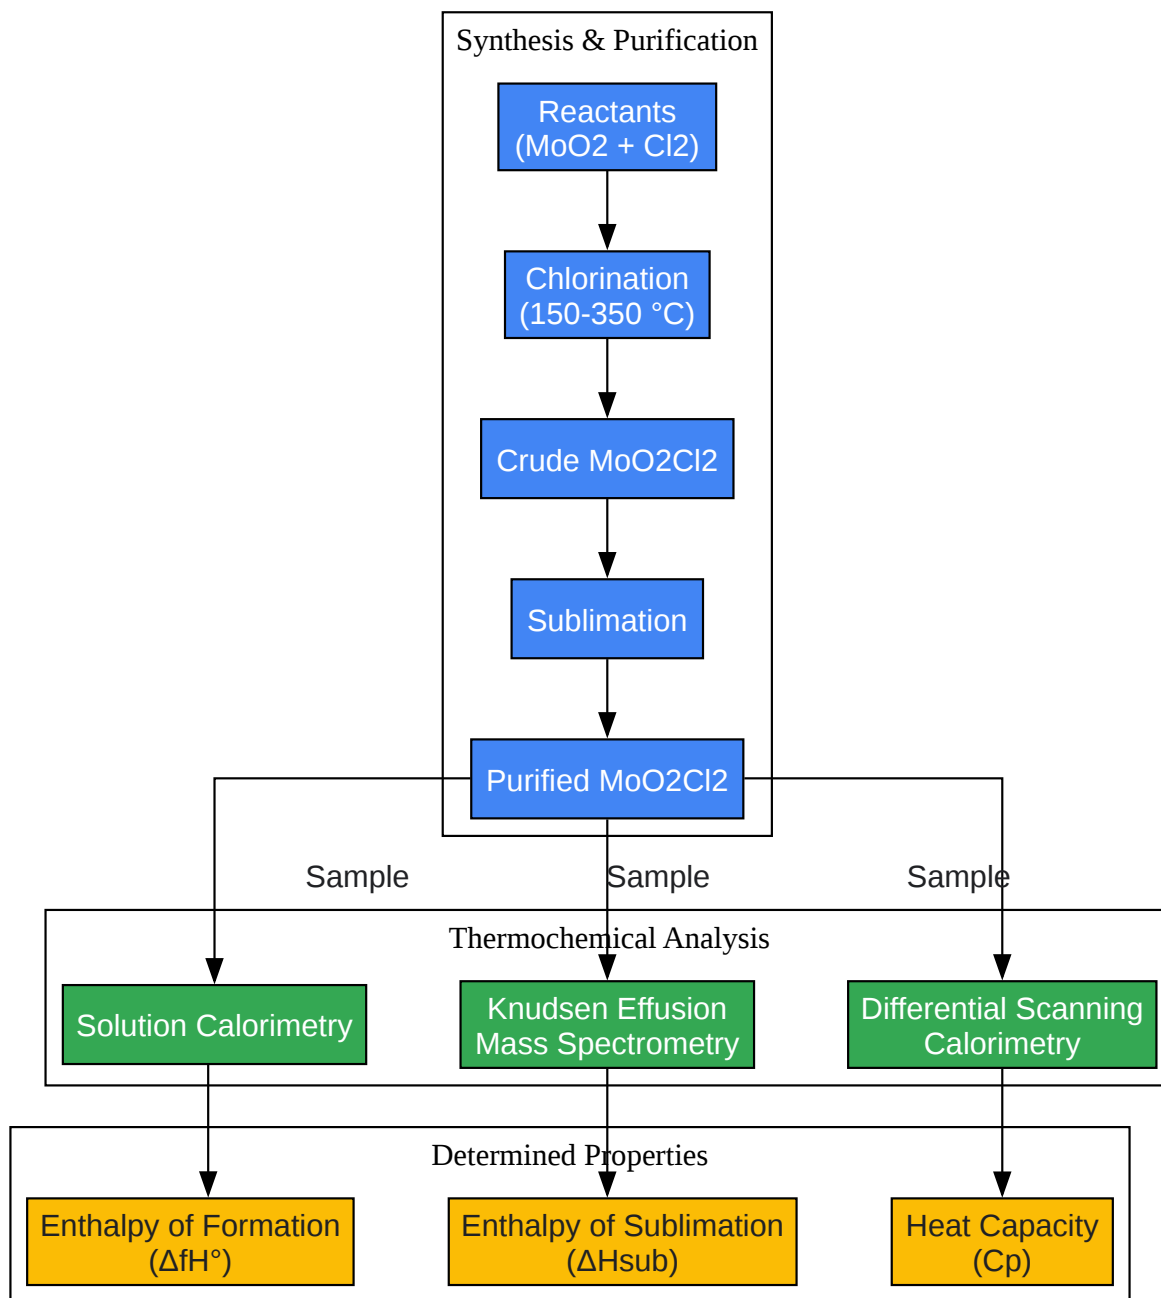 Synthesis & Purification
Reactants
(MoO2 + Cl2)
Chlorination
(150-350 °C)
Crude MoO2Cl2
Sublimation
Purified MoO2Cl2
Sample
Sample
Sample
Thermochemical Analysis
Solution Calorimetry
Knudsen Effusion
Mass Spectrometry
Differential Scanning
Calorimetry
Determined Properties
Enthalpy of Formation
(ΔfH°)
Enthalpy of Sublimation
(ΔHsub)
Heat Capacity
(Cp)